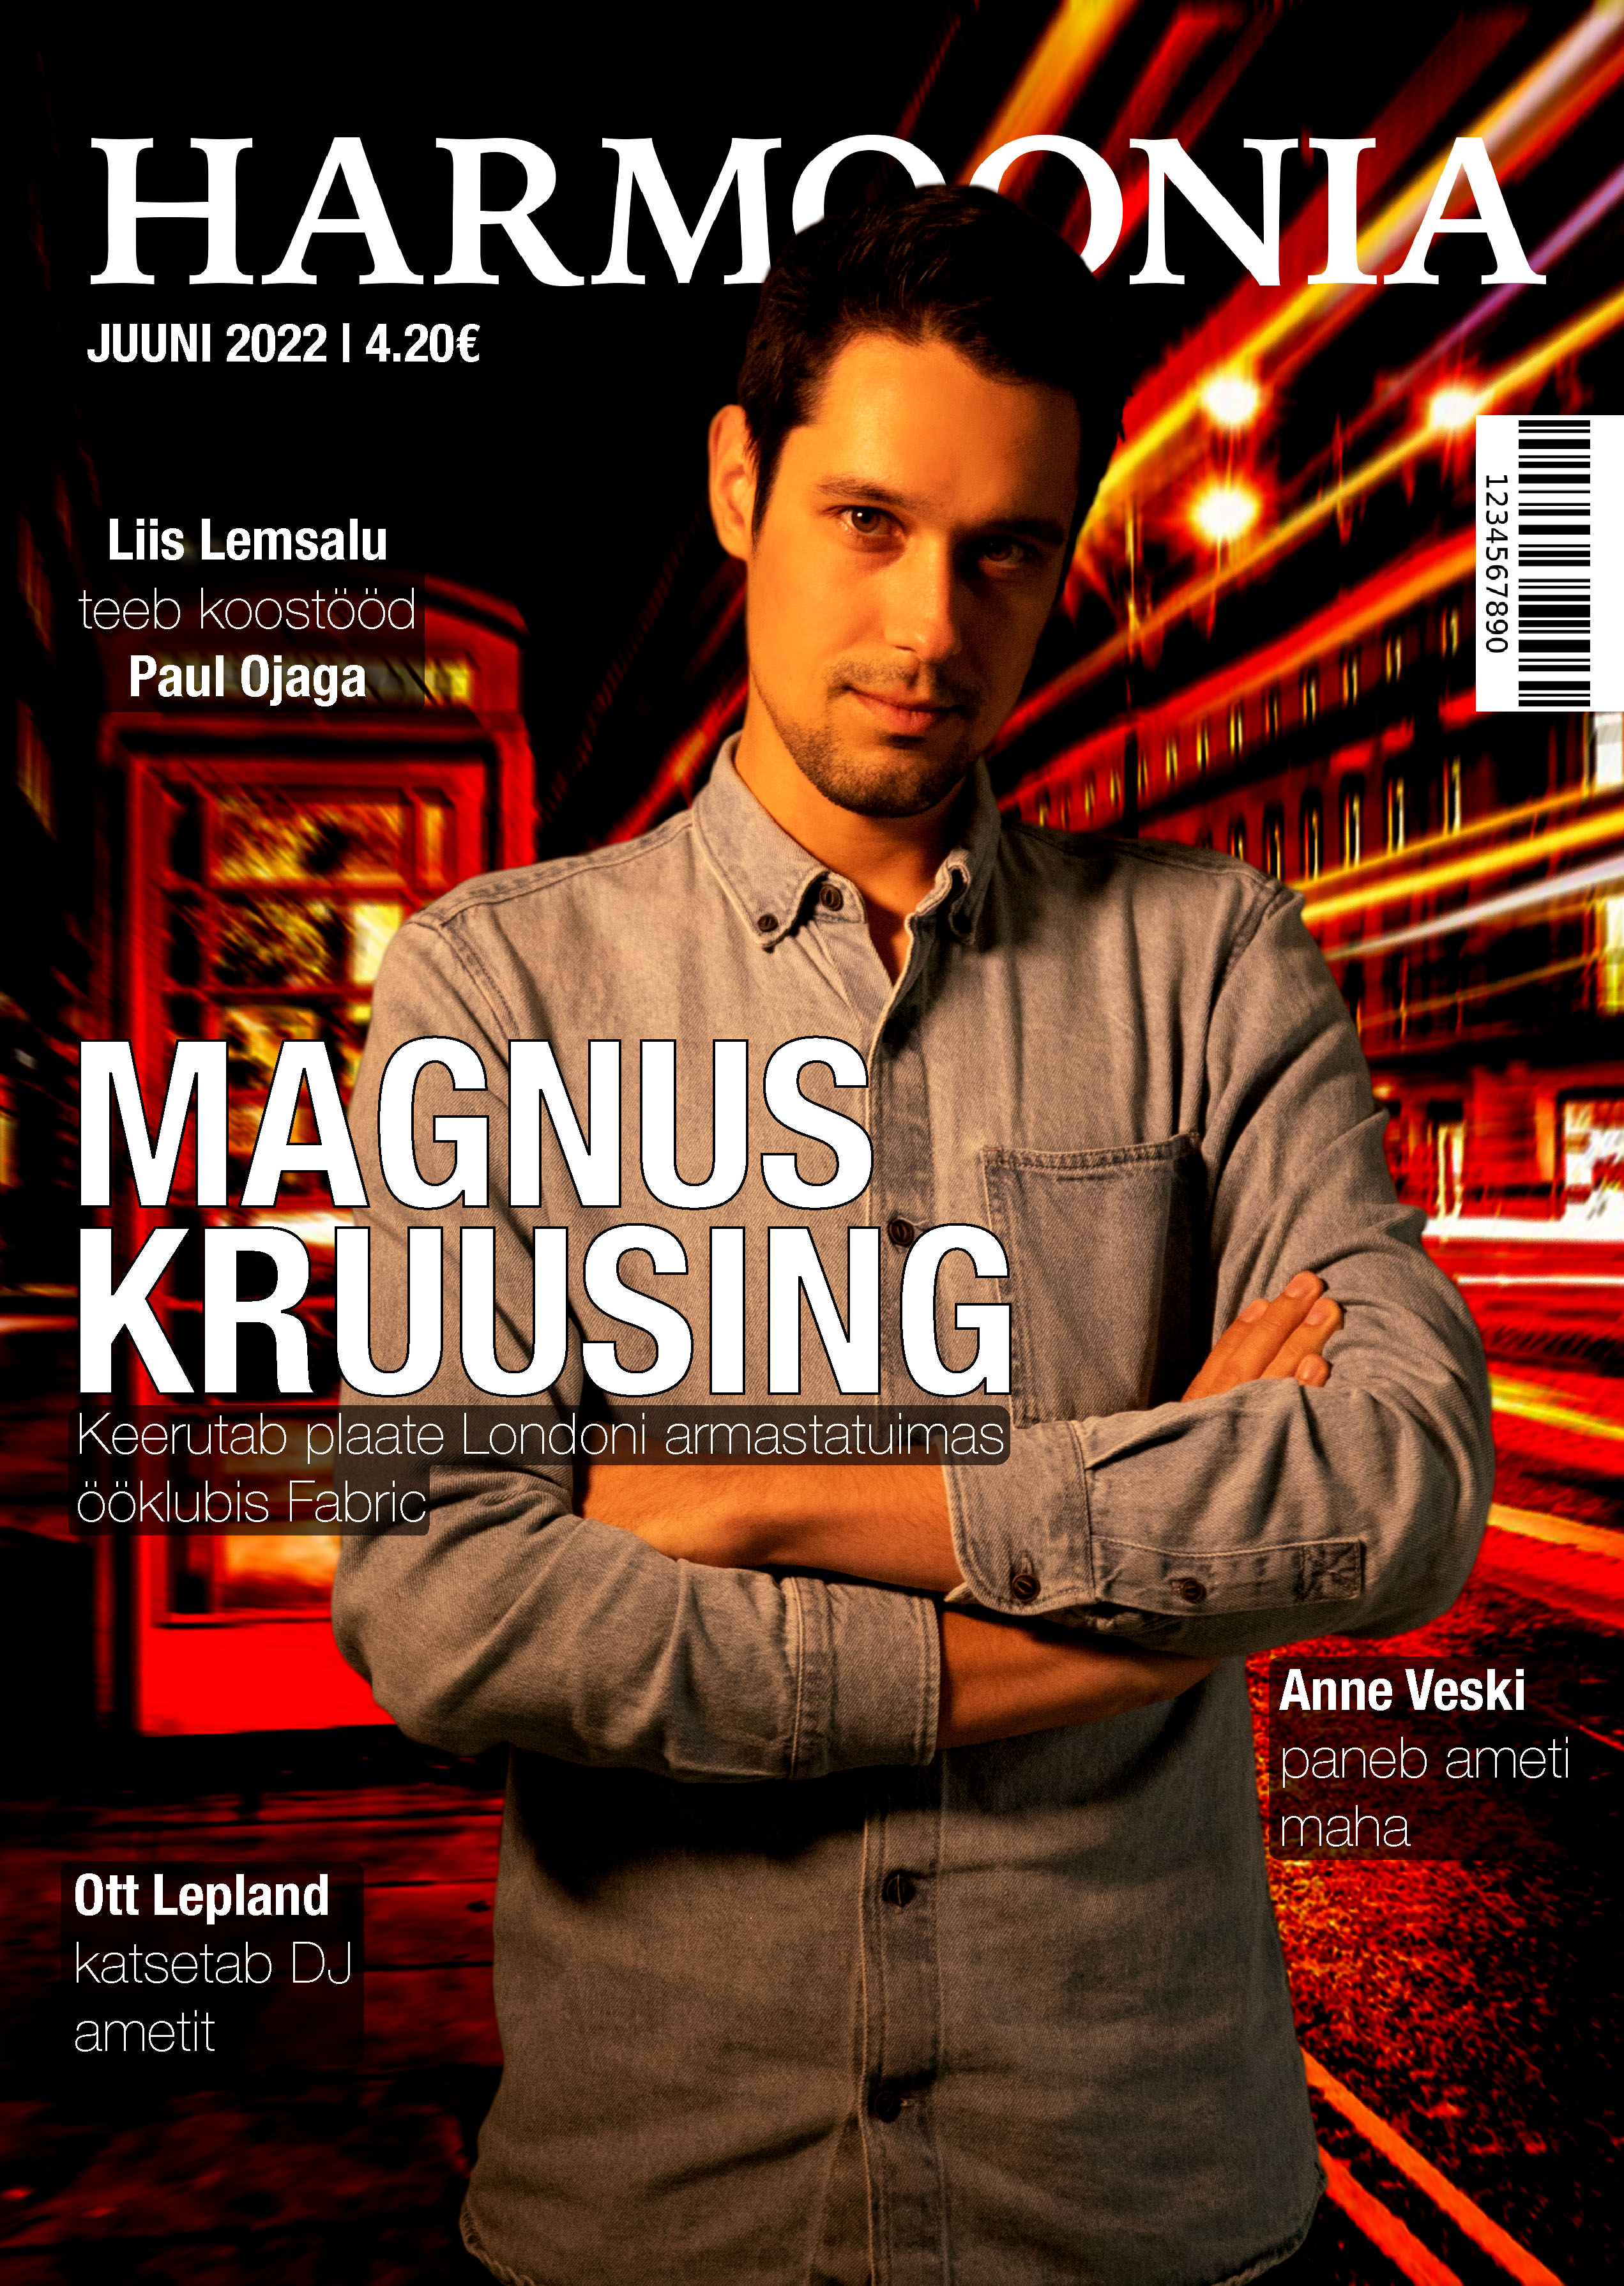 HARMOONIA
JUUNI 2022 | 4.20€
1234567890
Liis Lemsalu
teeb koostööd
Paul Ojaga
MAGNUS
KRUUSING
Keerutab plaate Londoni armastatuimas
ööklubis Fabric
Anne Veski
paneb ameti
maha
Ott Lepland
katsetab DJ
ametit